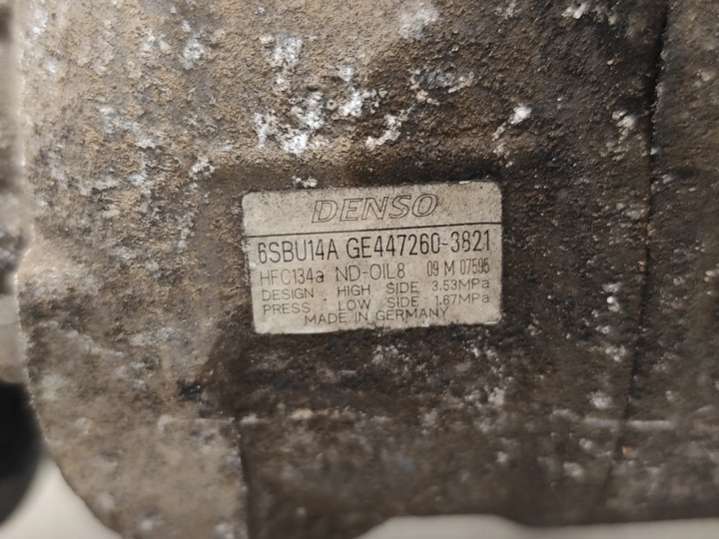 DENSO
6SBU14A GE447260-3821
HFC134a ND-OIL8 09 M 07595
DESIGN HIGH SIDE 3.53MPa
PRESS LOW SIDE 1.67MPa
MADE IN GERMANY